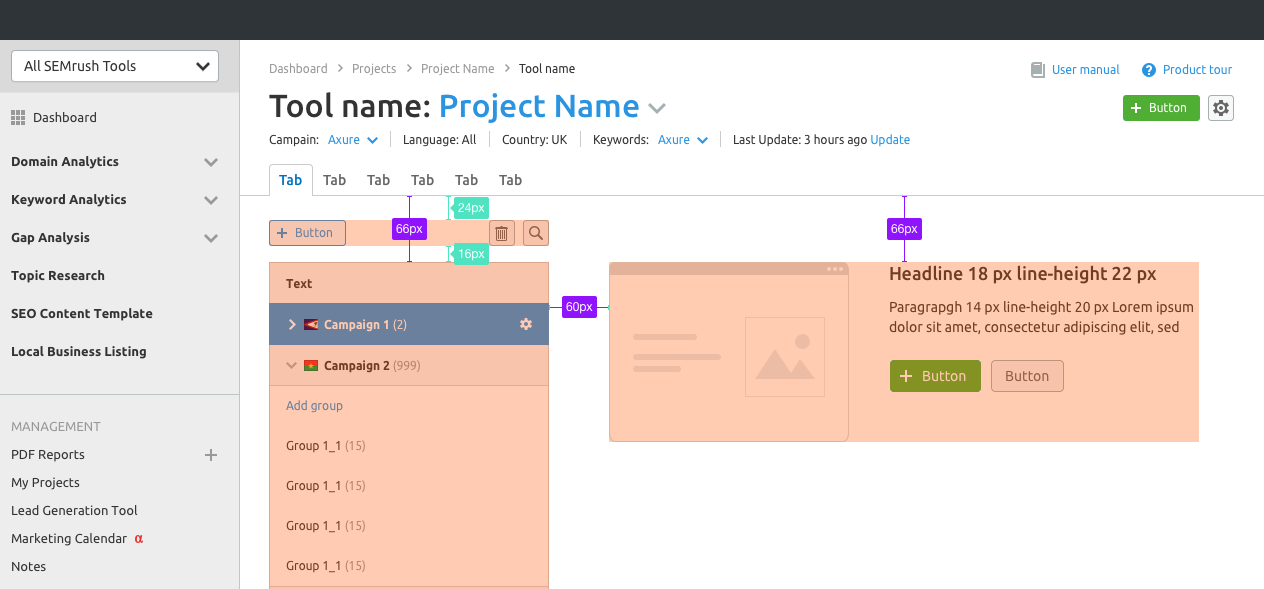 All SEMrush Tools
Dashboard
Domain Analytics
Keyword Analytics
Gap Analysis
Topic Research
SEO Content Template
Local Business Listing
MANAGEMENT
PDF Reports
My Projects
Lead Generation Tool
Marketing Calendar α
Notes
Dashboard > Projects > Project Name > Tool name
User manual
Product tour
Tool name: Project Name
+ Button
Campain: Axure
Language: All
Country: UK
Keywords: Axure
Last Update: 3 hours ago Update
Tab Tab Tab Tab Tab Tab
24px
+ Button
66px
66px
16px
Text
Campaign 1 (2)
60px
Campaign 2 (999)
Add group
Group 1_1 (15)
Group 1_1 (15)
Group 1_1 (15)
Group 1_1 (15)
Headline 18 px line-height 22 px
Paragrapgh 14 px line-height 20 px Lorem ipsum
dolor sit amet, consectetur adipiscing elit, sed
+ Button
Button